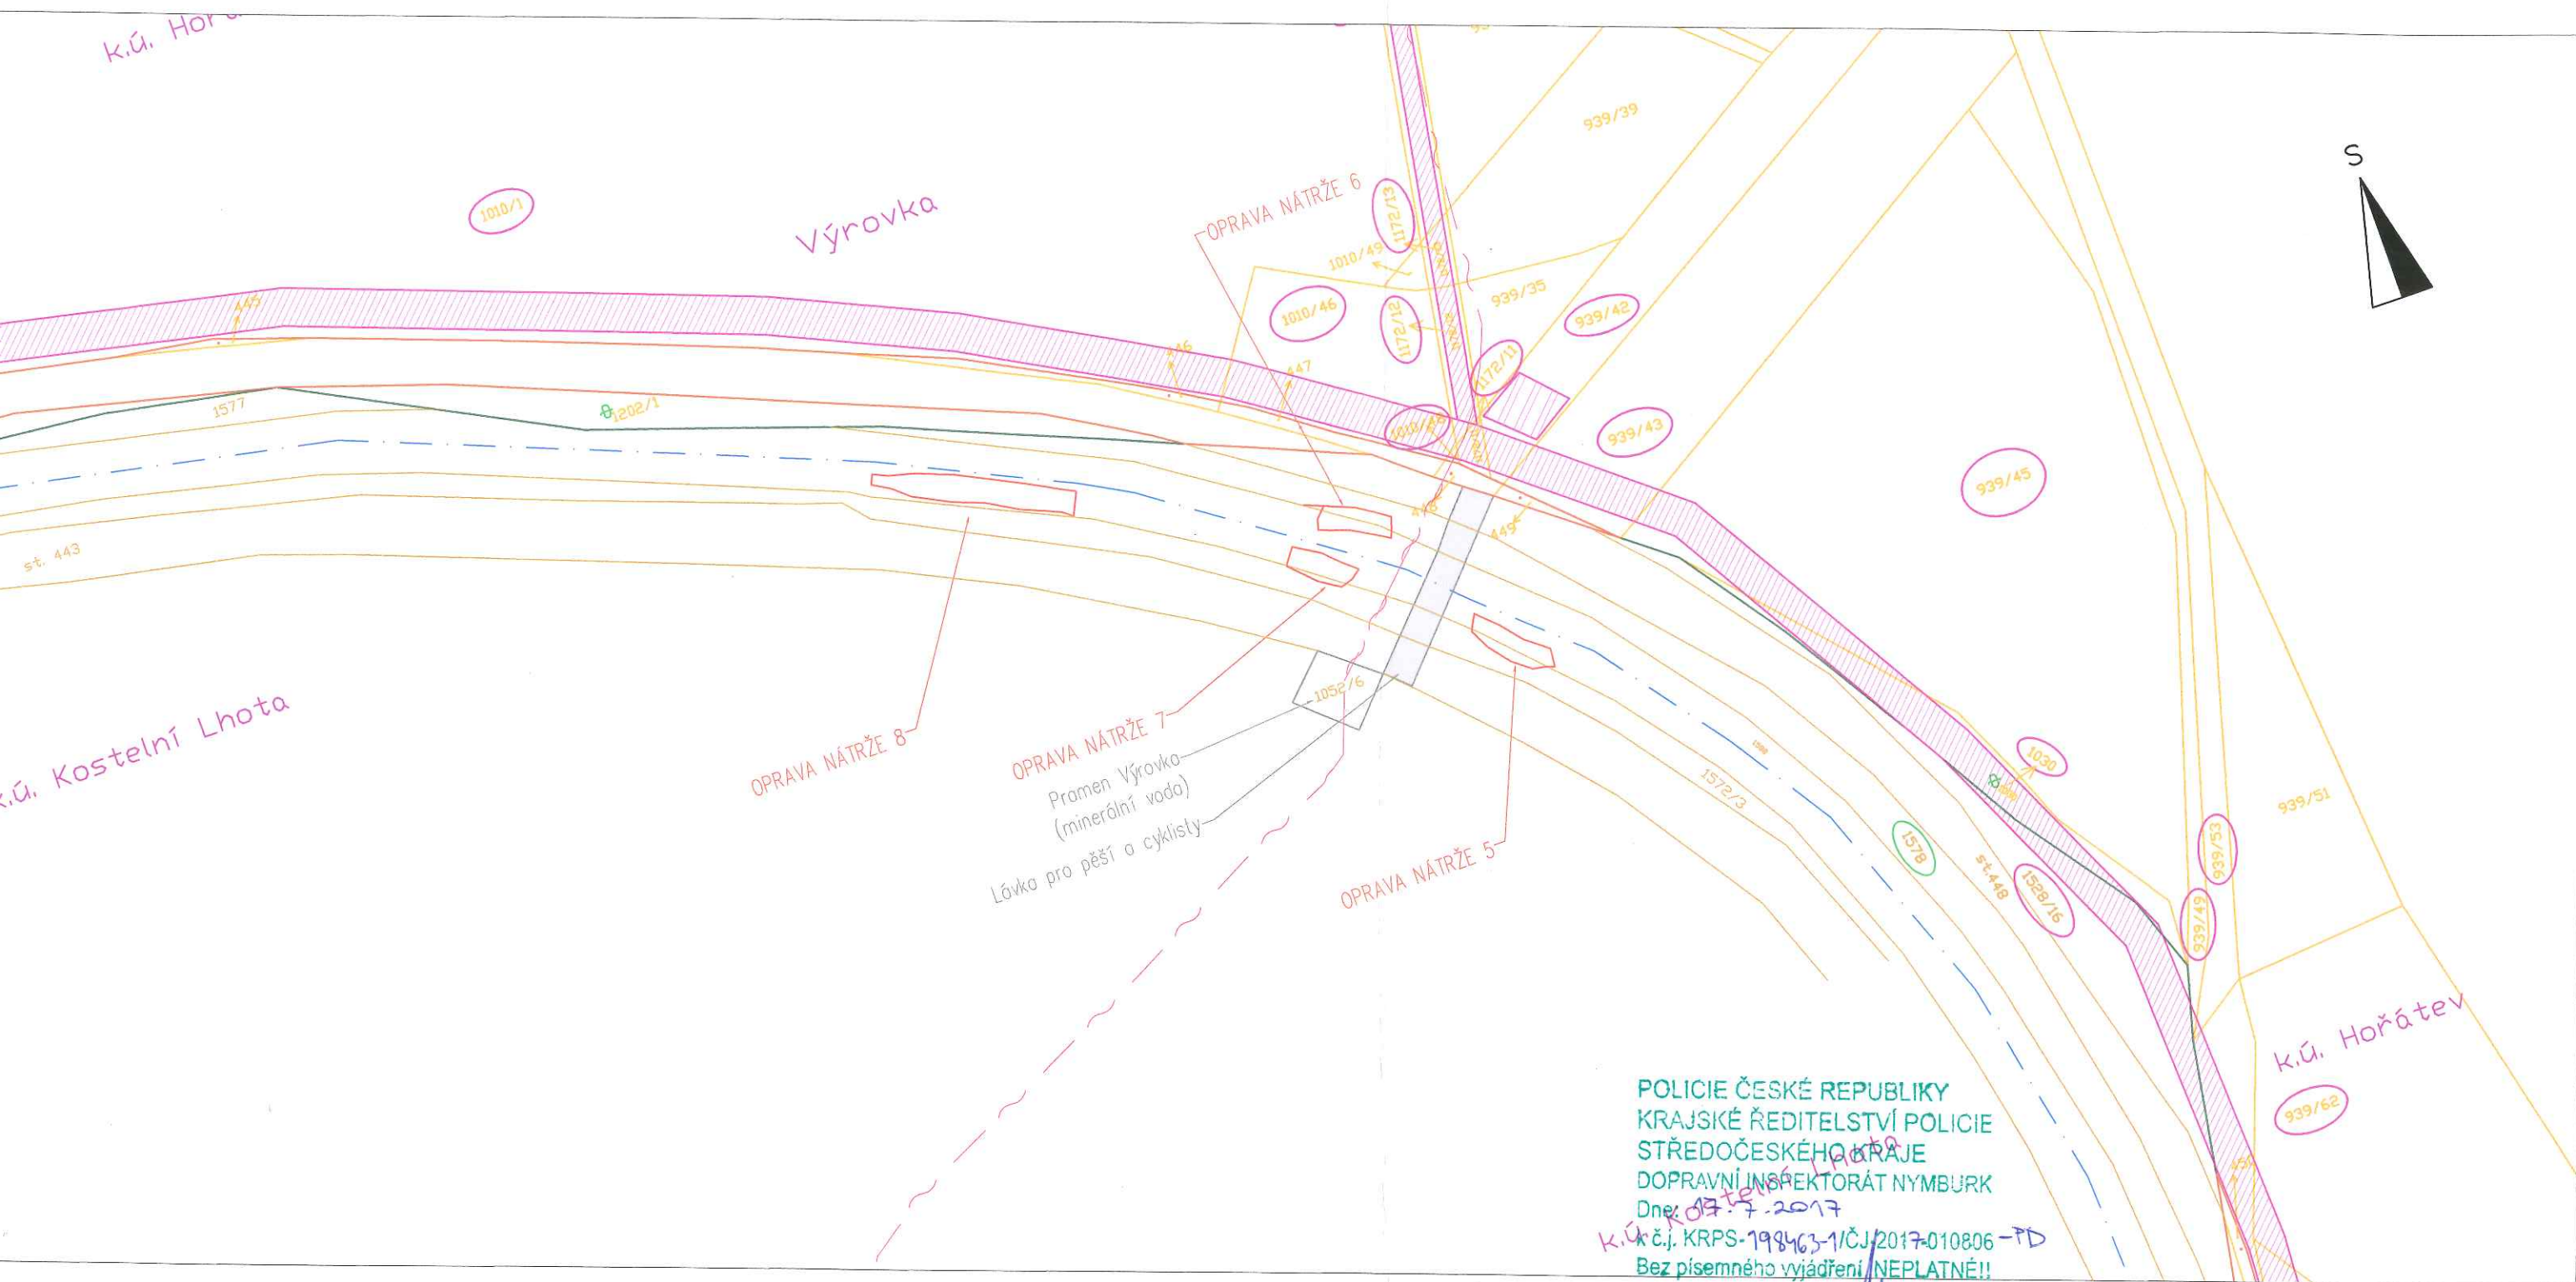 k.ú.
S
939/39
1010/1
Výrovka
OPRAVA NÁTRŽE 6
1172/13
1010/49
939/35
939/42
1010/46
1172/12
445
446
447
1172/11
1577
1202/1
939/43
939/45
448
449
st. 443
k.ú. Kostelní Lhota
1052/6
OPRAVA NÁTRŽE 8
OPRAVA NÁTRŽE 7
Pramen Výrovka
(minerální voda)
Lávka pro pěší a cyklisty
OPRAVA NÁTRŽE 5
1572/3
1030
939/51
1578
939/53
st.448
1528/16
939/49
k.ú. Hořátev
939/62
450
k.ú. Kostelní Lhota
POLICIE ČESKÉ REPUBLIKY
KRAJSKÉ ŘEDITELSTVÍ POLICIE
STŘEDOČESKÉHO KRAJE
DOPRAVNÍ INSPEKTORÁT NYMBURK
Dne: 17.7.2017
K č.j. KRPS-198463-1/ČJ/2017-010806-PD
Bez písemného vyjádření NEPLATNÉ!!